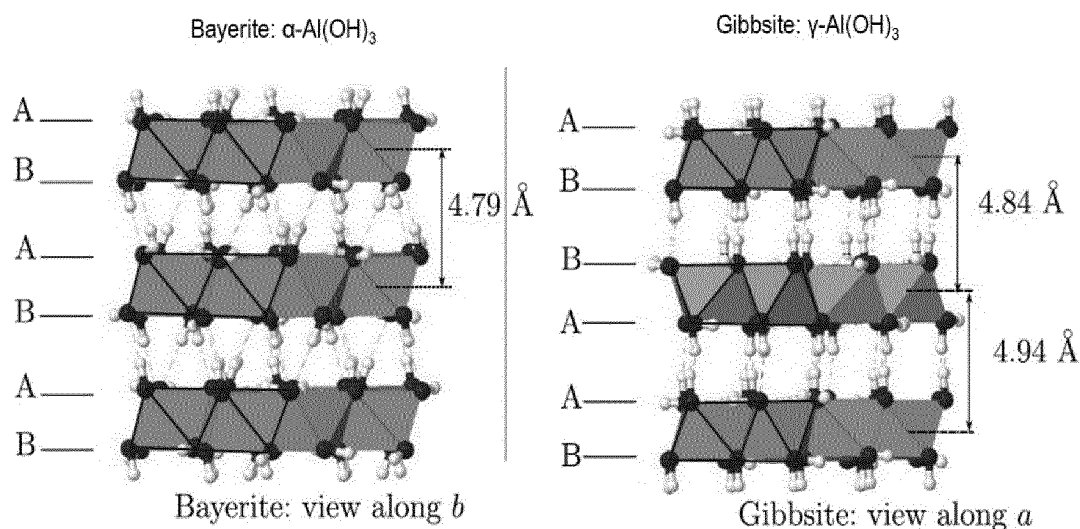 Bayerite: α-Al(OH)₃
Gibbsite: γ-Al(OH)₃
A
B
A
B
A
B
4.79 Å
A
B
B
A
A
B
4.84 Å
4.94 Å
Bayerite: view along b
Gibbsite: view along a